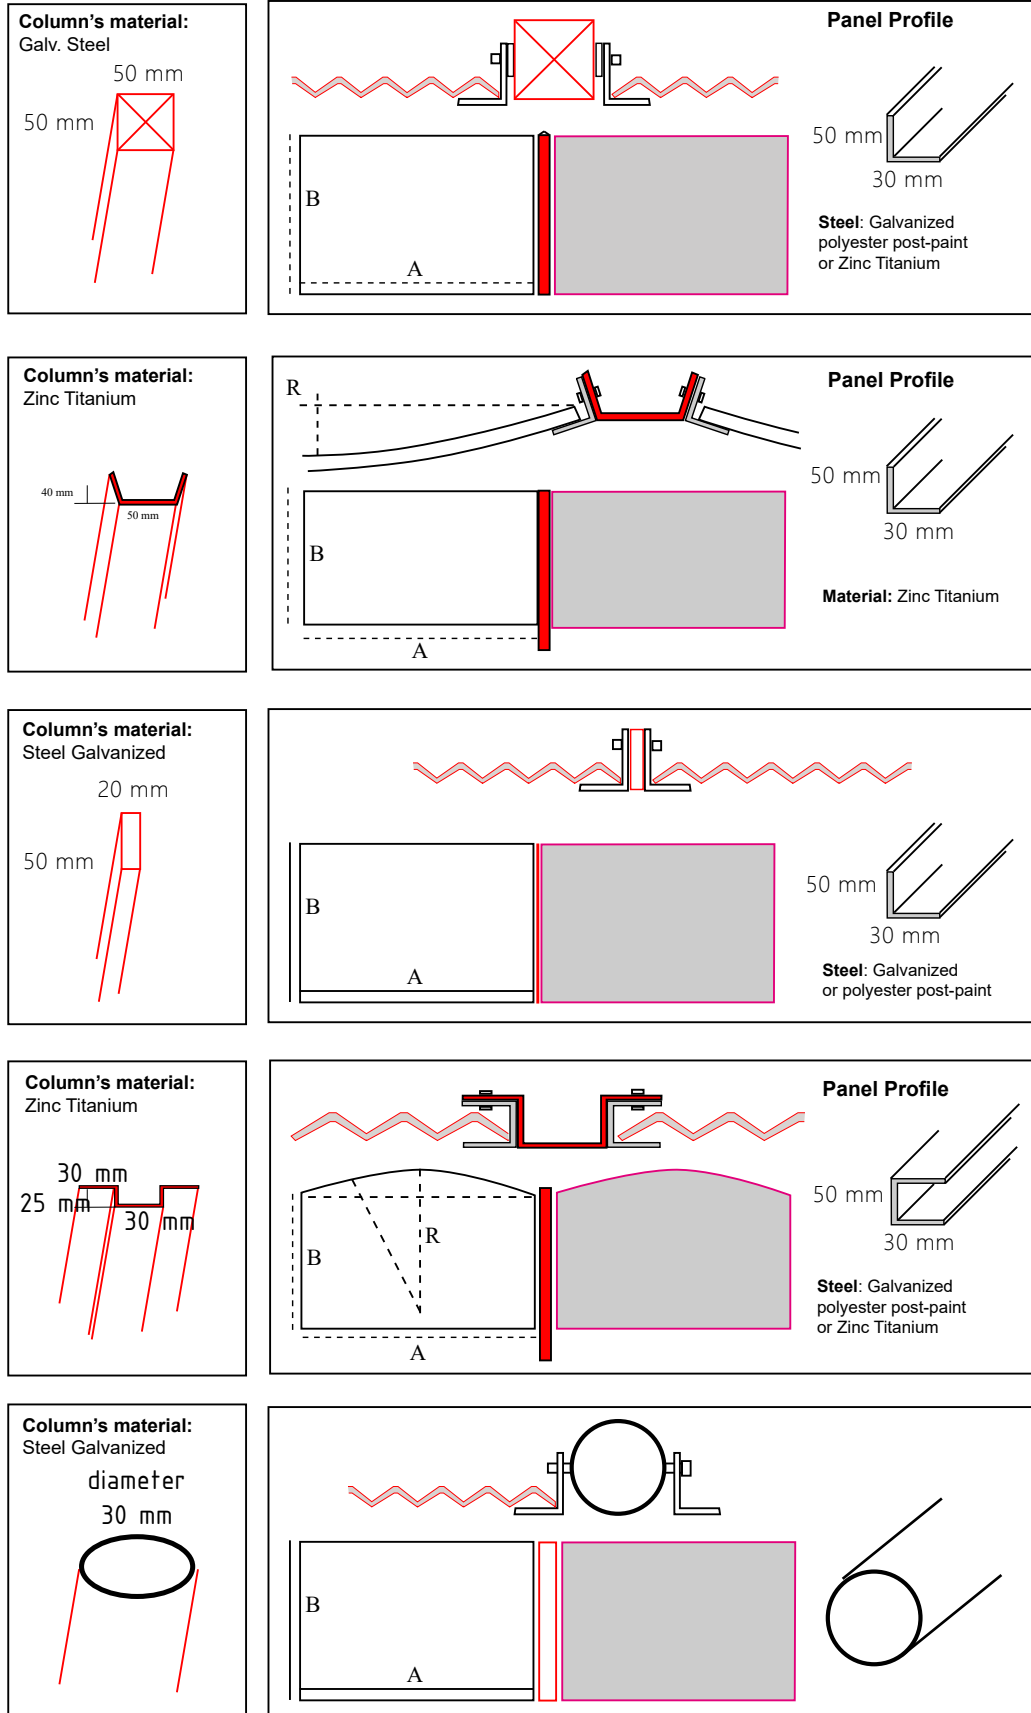 Column's material:
Galv. Steel
50 mm
50 mm
B
A
Panel Profile
50 mm
30 mm
Steel: Galvanized
polyester post-paint
or Zinc Titanium
Column's material:
Zinc Titanium
40 mm
50 mm
R
B
A
Panel Profile
50 mm
30 mm
Material: Zinc Titanium
Column's material:
Steel Galvanized
20 mm
50 mm
B
A
50 mm
30 mm
Steel: Galvanized
or polyester post-paint
Column's material:
Zinc Titanium
30 mm
25 mm
30 mm
B
R
A
Panel Profile
50 mm
30 mm
Steel: Galvanized
polyester post-paint
or Zinc Titanium
Column's material:
Steel Galvanized
diameter
30 mm
B
A